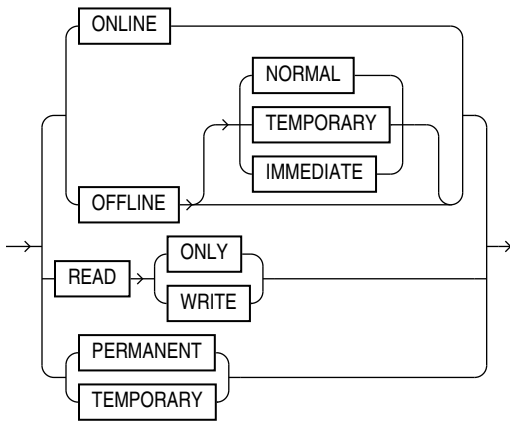 ONLINE
NORMAL
TEMPORARY
IMMEDIATE
OFFLINE
ONLY
READ
WRITE
PERMANENT
TEMPORARY